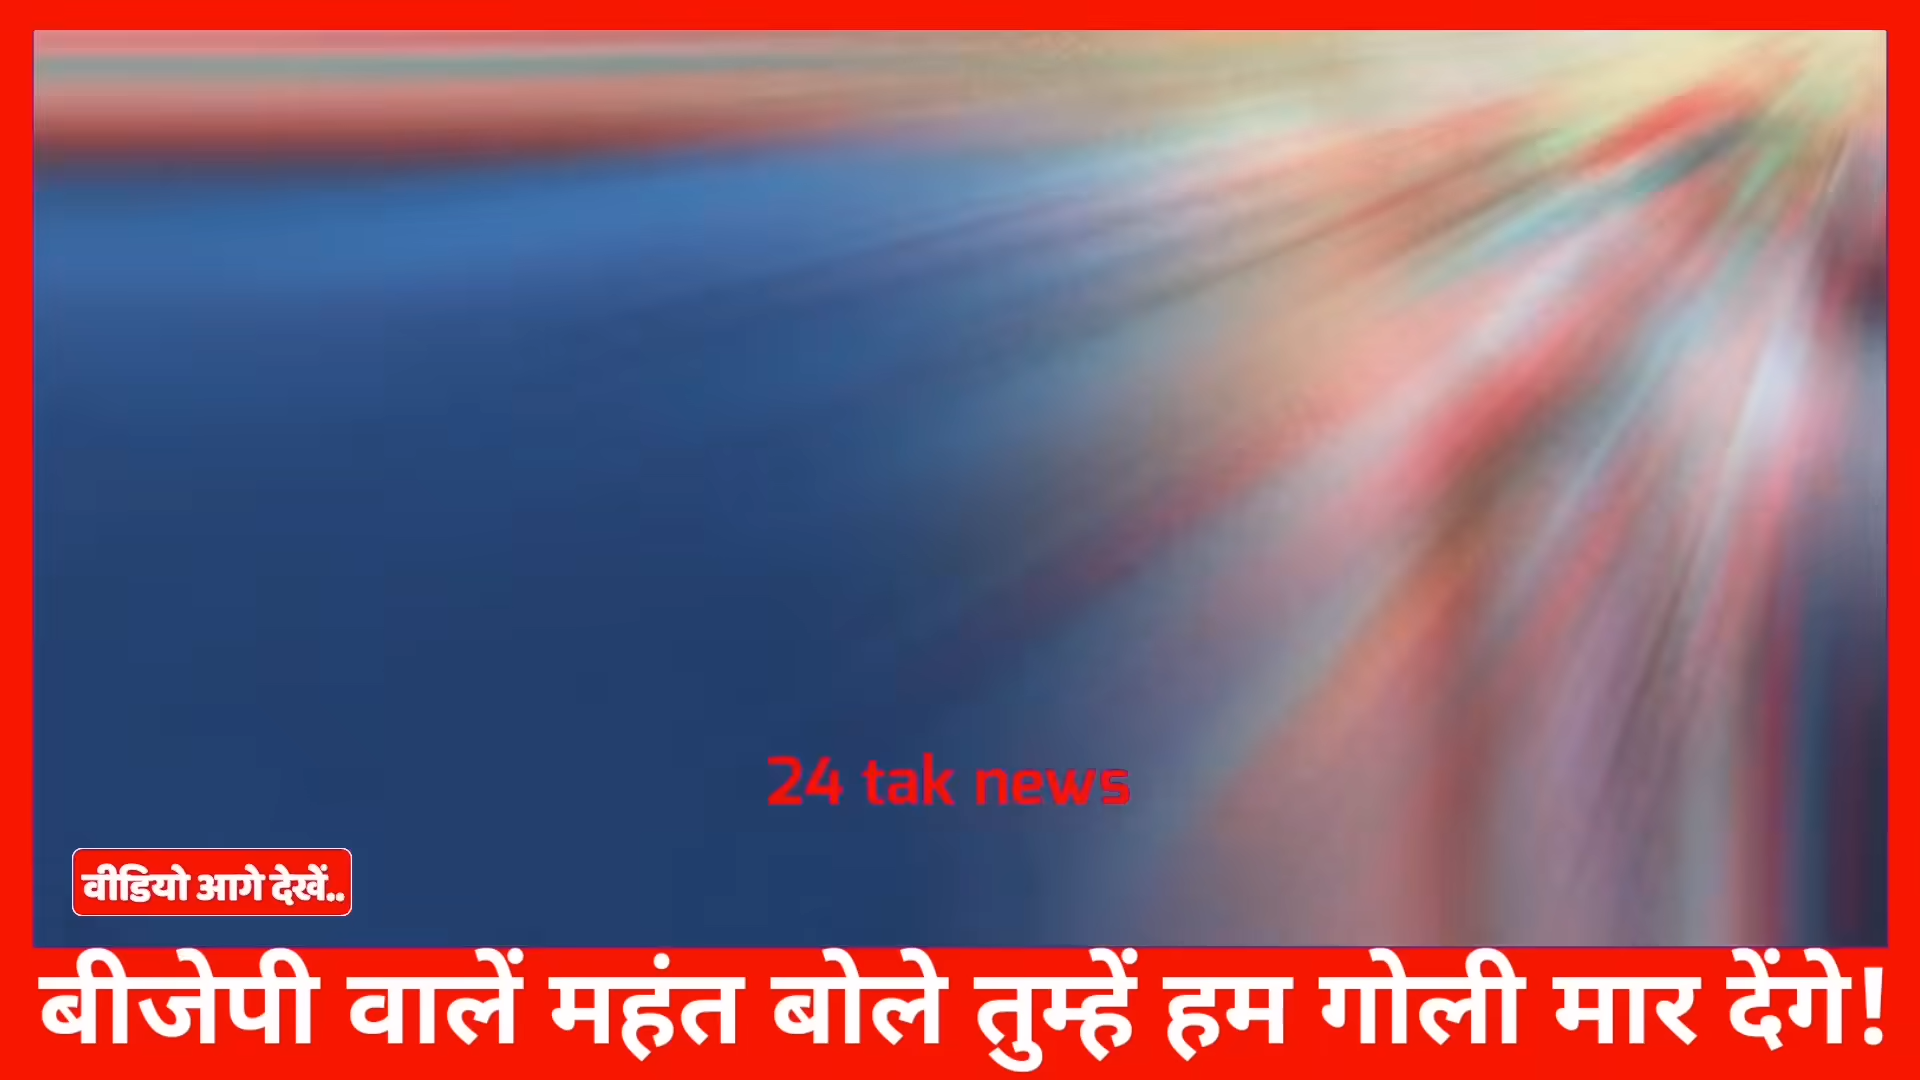 24 tak news
वीडियो आगे देखें..
बीजेपी वालें महंत बोले तुम्हें हम गोली मार देंगे!